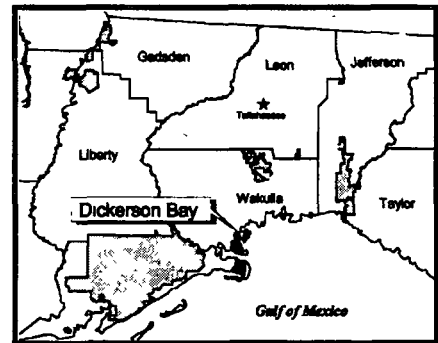 Gadsden
Leon
Jefferson
Tallahassee
Liberty
Wakulla
Taylor
Dickerson Bay
Gulf of Mexico